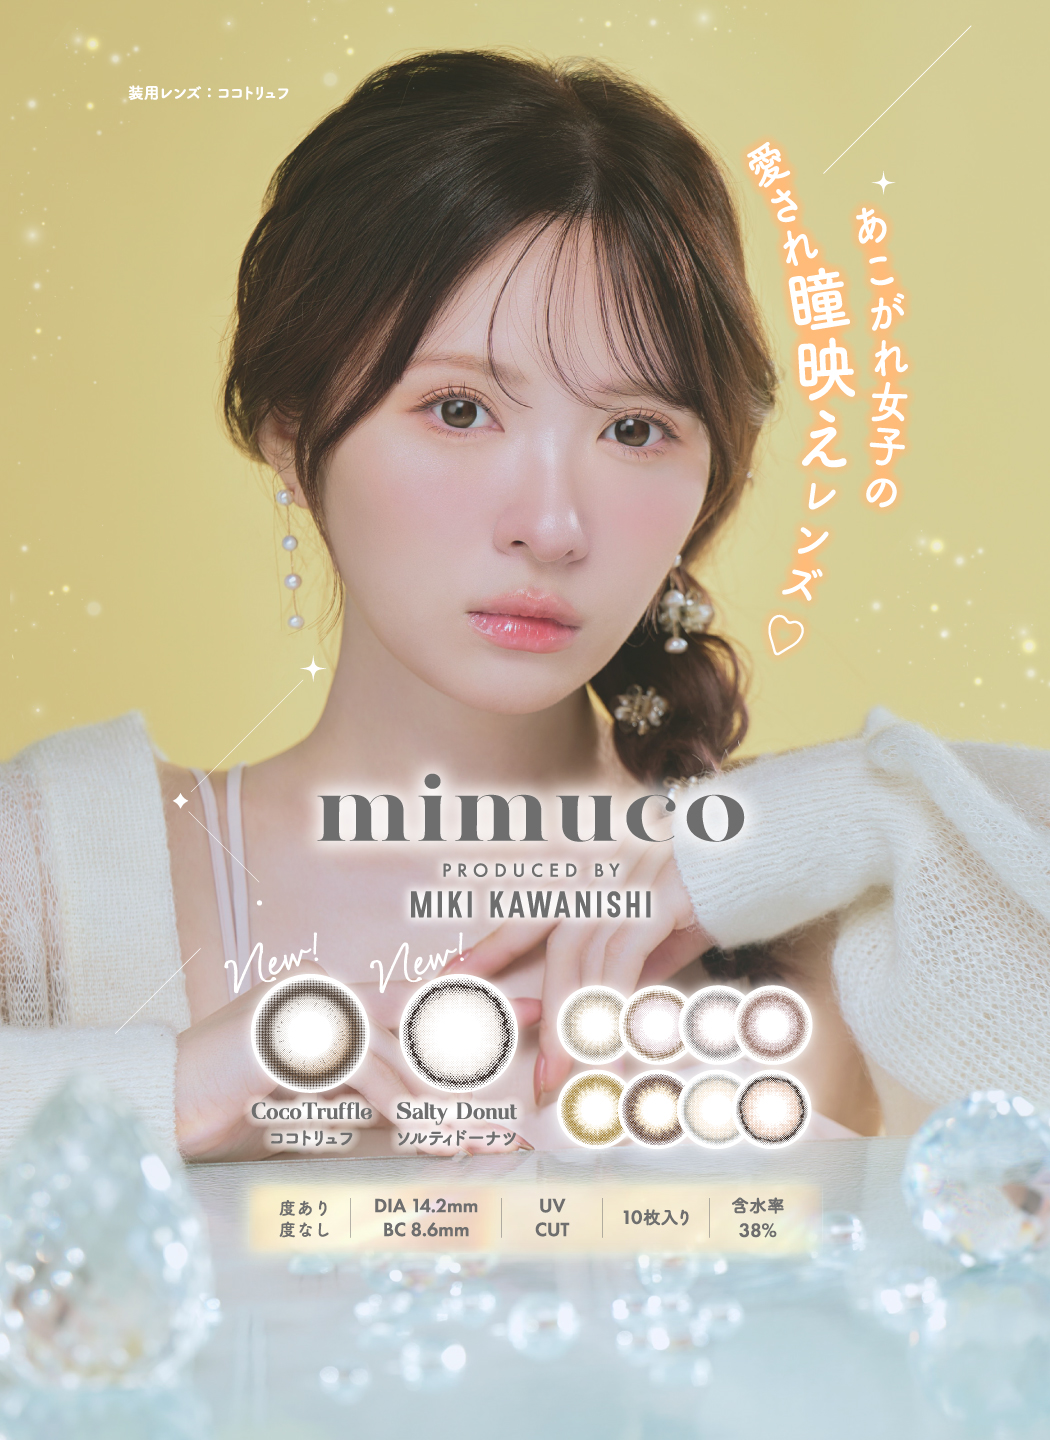 装用レンズ：ココトリュフ
あこがれ女子の
愛され瞳映えレンズ♡
mimuco
PRODUCED BY
MIKI KAWANISHI
New!
CocoTruffle
ココトリュフ
New!
Salty Donut
ソルティドーナツ
度あり
度なし
DIA 14.2mm
BC 8.6mm
UV
CUT
10枚入り
含水率
38%